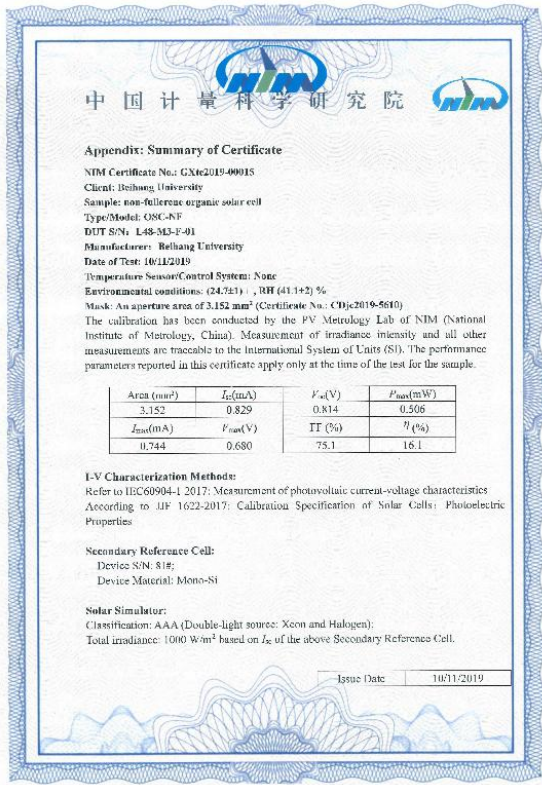 NIM
NIM
中国计量科学研究院
Appendix: Summary of Certificate
NIM Certificate No.: GXtc2019-00015
Client: Beihang University
Sample: non-fullerene organic solar cell
Type/Model: OSC-NF
DUT S/N: L48-M3-F-01
Manufacturer: Beihang University
Date of Test: 10/11/2019
Temperature Sensor/Control System: None
Environmental conditions: (24.7±1) , RH (41.1±2) %
Mask: An aperture area of 3.152 mm² (Certificate No.: CDjc2019-5610)
The calibration has been conducted by the PV Metrology Lab of NIM (National
Institute of Metrology, China). Measurement of irradiance intensity and all other
measurements are traceable to the International System of Units (SI). The performance
parameters reported in this certificate apply only at the time of the test for the sample.
Area (mm²) Isc(mA) Voc(V) Pmax(mW)
3.152 0.829 0.814 0.506
Imax(mA) Vmax(V) FF (%) η (%)
0.744 0.680 75.1 16.1
I-V Characterization Methods:
Refer to IEC60904-1 2017: Measurement of photovoltaic current-voltage characteristics
According to JJF 1622-2017: Calibration Specification of Solar Cells: Photoelectric
Properties
Secondary Reference Cell:
Device S/N: 81#;
Device Material: Mono-Si
Solar Simulator:
Classification: AAA (Double-light source: Xeon and Halogen);
Total irradiance: 1000 W/m² based on Isc of the above Secondary Reference Cell.
Issue Date 10/11/2019